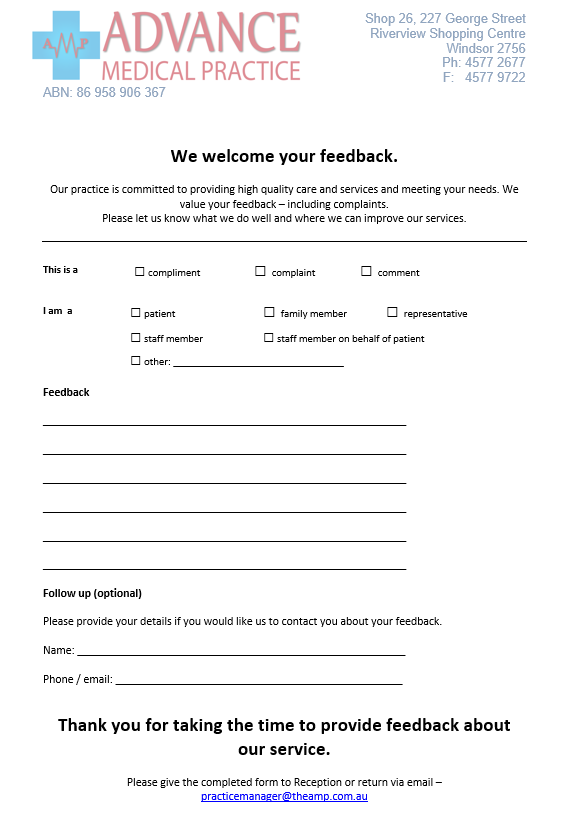 AMP
ADVANCE
MEDICAL PRACTICE
ABN: 86 958 906 367
Shop 26, 227 George Street
Riverview Shopping Centre
Windsor 2756
Ph: 4577 2677
F: 4577 9722
We welcome your feedback.
Our practice is committed to providing high quality care and services and meeting your needs. We
value your feedback – including complaints.
Please let us know what we do well and where we can improve our services.
This is a ☐ compliment ☐ complaint ☐ comment
I am a ☐ patient ☐ family member ☐ representative
☐ staff member ☐ staff member on behalf of patient
☐ other: ____________________
Feedback
Follow up (optional)
Please provide your details if you would like us to contact you about your feedback.
Name: ____________________
Phone / email: ____________________
Thank you for taking the time to provide feedback about
our service.
Please give the completed form to Reception or return via email –
practicemanager@theamp.com.au